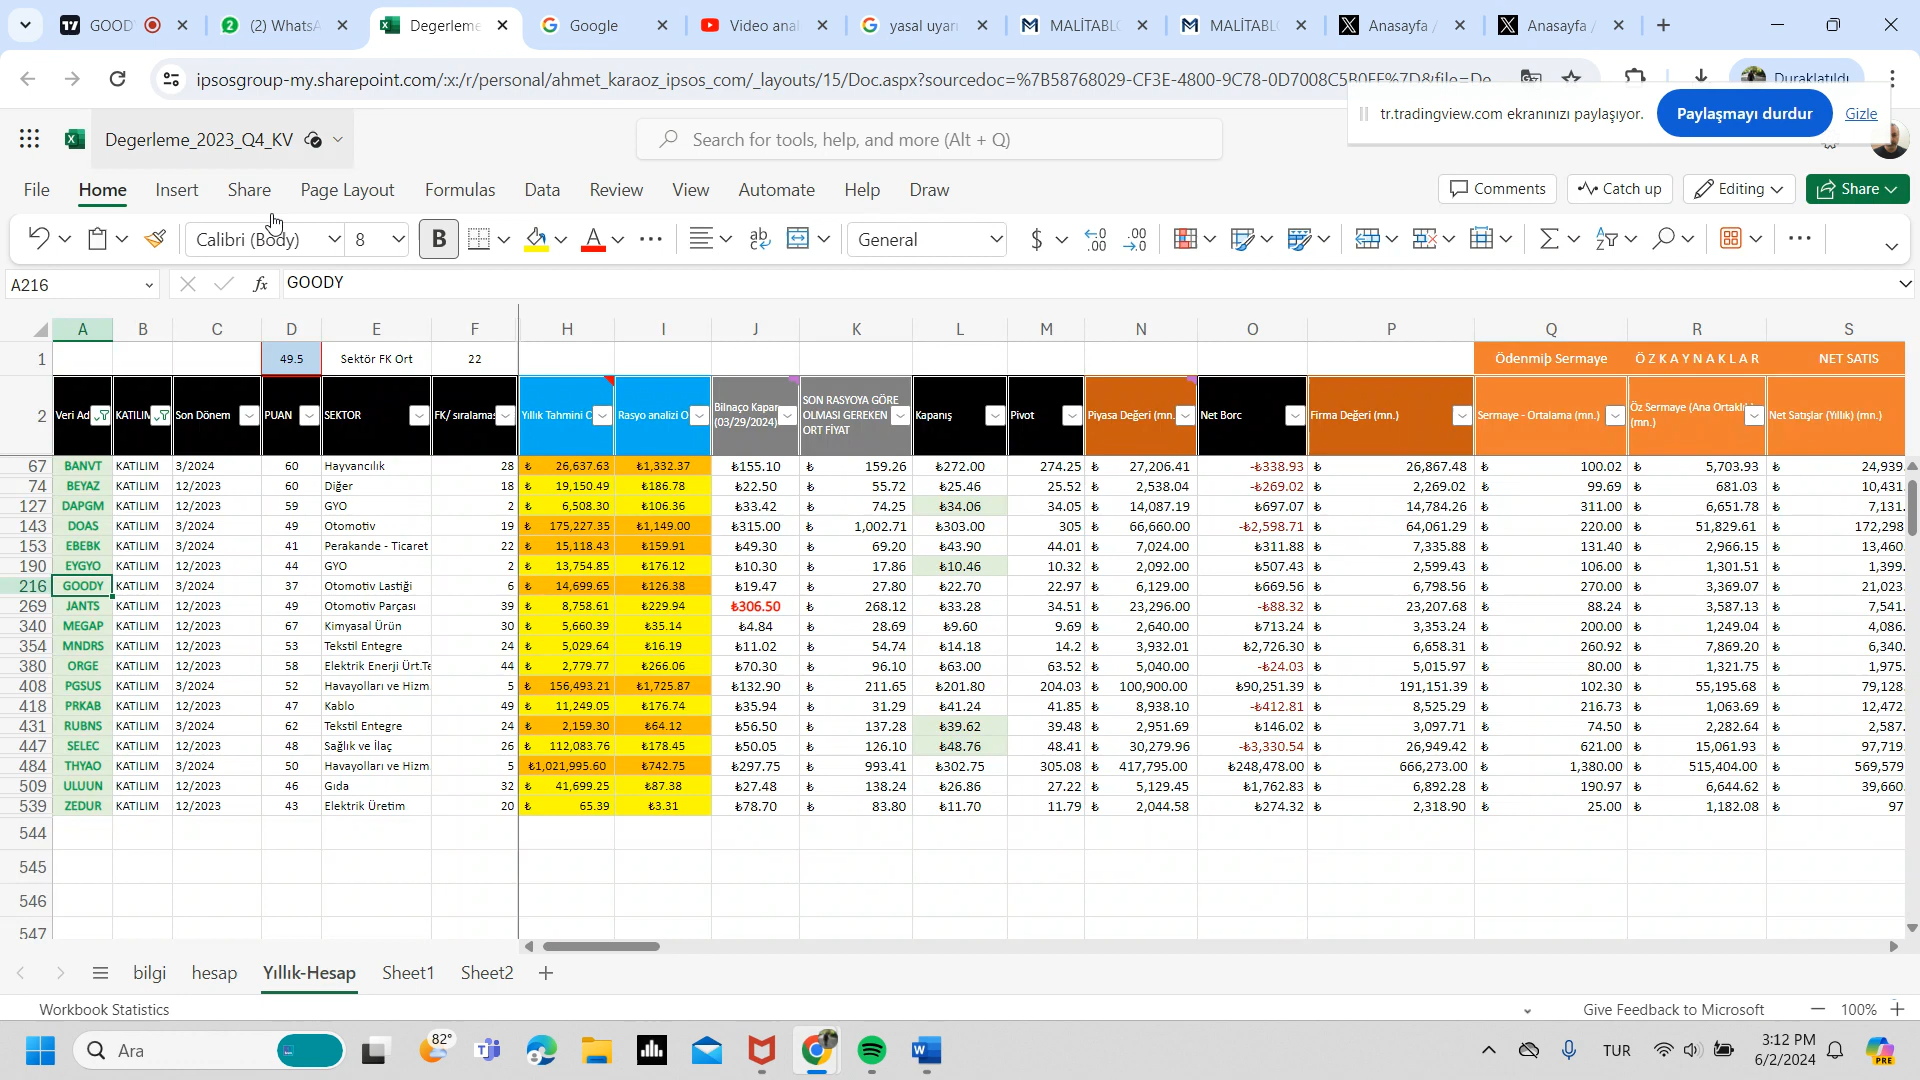 GOOD
(2) WhatsA
Degerleme
Google
Video anal
yasal uyarı
MALİTABLO
MALİTABL
Anasayfa /
Anasayfa /
ipsosgroup-my.sharepoint.com/:x:/r/personal/ahmet_karaoz_ipsos_com/_layouts/15/Doc.aspx?sourcedoc=%7B58768029-CF3E-4800-9C78-0D7008C5B0FF%7D&file=De
Duraklatıldı
tr.tradingview.com ekranınızı paylaşıyor.
Paylaşmayı durdur
Gizle
Degerleme_2023_Q4_KV
Search for tools, help, and more (Alt + Q)
File Home Insert Share Page Layout Formulas Data Review View Automate Help Draw
Comments Catch up Editing Share
Calibri (Body) 8 B General
A216 fx GOODY
A B C D E F H I J K L M N O P Q R S
1 49.5 Sektör FK Ort 22 Ödenmiþ Sermaye Ö Z K A Y N A K L A R NET SATIS
2 Veri Ad KATILIN Son Dönem PUAN SEKTOR FK/ sıralaması Yıllık Tahmini C Rasyo analizi O Bilnaço Kapan (03/29/2024) SON RASYOYA GÖRE OLMASI GEREKEN ORT FİYAT Kapanış Pivot Piyasa Değeri (mn. Net Borc Firma Değeri (mn.) Sermaye - Ortalama (mn.) Öz Sermaye (Ana Ortaklı (mn.) Net Satışlar (Yıllık) (mn.)
67 BANVT KATILIM 3/2024 60 Hayvancılık 28 ₺ 26,637.63 ₺1,332.37 ₺155.10 ₺ 159.26 ₺272.00 274.25 ₺ 27,206.41 -₺338.93 ₺ 26,867.48 ₺ 100.02 ₺ 5,703.93 ₺ 24,939.
74 BEYAZ KATILIM 12/2023 60 Diğer 18 ₺ 19,150.49 ₺186.78 ₺22.50 ₺ 55.72 ₺25.46 25.52 ₺ 2,538.04 -₺269.02 ₺ 2,269.02 ₺ 99.69 ₺ 681.03 ₺ 10,431.
127 DAPGM KATILIM 12/2023 59 GYO 2 ₺ 6,508.30 ₺106.36 ₺33.42 ₺ 74.25 ₺34.06 34.05 ₺ 14,087.19 ₺697.07 ₺ 14,784.26 ₺ 311.00 ₺ 6,651.78 ₺ 7,131.
143 DOAS KATILIM 3/2024 49 Otomotiv 19 ₺ 175,227.35 ₺1,149.00 ₺315.00 ₺ 1,002.71 ₺303.00 305 ₺ 66,660.00 -₺2,598.71 ₺ 64,061.29 ₺ 220.00 ₺ 51,829.61 ₺ 172,298
153 EBEBK KATILIM 3/2024 41 Perakande - Ticaret 22 ₺ 15,118.43 ₺159.91 ₺49.30 ₺ 69.20 ₺43.90 44.01 ₺ 7,024.00 ₺311.88 ₺ 7,335.88 ₺ 131.40 ₺ 2,966.15 ₺ 13,460.
190 EYGYO KATILIM 12/2023 44 GYO 2 ₺ 13,754.85 ₺176.12 ₺10.30 ₺ 17.86 ₺10.46 10.32 ₺ 2,092.00 ₺507.43 ₺ 2,599.43 ₺ 106.00 ₺ 1,301.51 ₺ 1,399.
216 GOODY KATILIM 3/2024 37 Otomotiv Lastiği 6 ₺ 14,699.65 ₺126.38 ₺19.47 ₺ 27.80 ₺22.70 22.97 ₺ 6,129.00 ₺669.56 ₺ 6,798.56 ₺ 270.00 ₺ 3,369.07 ₺ 21,023.
269 JANTS KATILIM 12/2023 49 Otomotiv Parçası 39 ₺ 8,758.61 ₺229.94 ₺306.50 ₺ 268.12 ₺33.28 34.51 ₺ 23,296.00 -₺88.32 ₺ 23,207.68 ₺ 88.24 ₺ 3,587.13 ₺ 7,541.
340 MEGAP KATILIM 12/2023 67 Kimyasal Ürün 30 ₺ 5,660.39 ₺35.14 ₺4.84 ₺ 28.69 ₺9.60 9.69 ₺ 2,640.00 ₺713.24 ₺ 3,353.24 ₺ 200.00 ₺ 1,249.04 ₺ 4,086.
354 MNDRS KATILIM 12/2023 53 Tekstil Entegre 24 ₺ 5,029.64 ₺16.19 ₺11.02 ₺ 54.74 ₺14.18 14.2 ₺ 3,932.01 ₺2,726.30 ₺ 6,658.31 ₺ 260.92 ₺ 7,869.20 ₺ 6,340.
380 ORGE KATILIM 12/2023 58 Elektrik Enerji Ürt.Te 44 ₺ 2,779.77 ₺266.06 ₺70.30 ₺ 96.10 ₺63.00 63.52 ₺ 5,040.00 -₺24.03 ₺ 5,015.97 ₺ 80.00 ₺ 1,321.75 ₺ 1,975.
408 PGSUS KATILIM 3/2024 52 Havayolları ve Hizm 5 ₺ 156,493.21 ₺1,725.87 ₺132.90 ₺ 211.65 ₺201.80 204.03 ₺ 100,900.00 ₺90,251.39 ₺ 191,151.39 ₺ 102.30 ₺ 55,195.68 ₺ 79,128.
418 PRKAB KATILIM 12/2023 47 Kablo 49 ₺ 11,249.05 ₺176.74 ₺35.94 ₺ 31.29 ₺41.24 41.85 ₺ 8,938.10 -₺412.81 ₺ 8,525.29 ₺ 216.73 ₺ 1,063.69 ₺ 12,472.
431 RUBNS KATILIM 3/2024 62 Tekstil Entegre 24 ₺ 2,159.30 ₺64.12 ₺56.50 ₺ 137.28 ₺39.62 39.48 ₺ 2,951.69 ₺146.02 ₺ 3,097.71 ₺ 74.50 ₺ 2,282.64 ₺ 2,587.
447 SELEC KATILIM 12/2023 48 Sağlık ve İlaç 26 ₺ 112,083.76 ₺178.45 ₺50.05 ₺ 126.10 ₺48.76 48.41 ₺ 30,279.96 -₺3,330.54 ₺ 26,949.42 ₺ 621.00 ₺ 15,061.93 ₺ 97,719.
484 THYAO KATILIM 3/2024 50 Havayolları ve Hizm 5 ₺1,021,995.60 ₺742.75 ₺297.75 ₺ 993.41 ₺302.75 305.08 ₺ 417,795.00 ₺248,478.00 ₺ 666,273.00 ₺ 1,380.00 ₺ 515,404.00 ₺ 569,579
509 ULUUN KATILIM 12/2023 46 Gıda 32 ₺ 41,699.25 ₺87.38 ₺27.48 ₺ 138.24 ₺26.86 27.22 ₺ 5,129.45 ₺1,762.83 ₺ 6,892.28 ₺ 190.97 ₺ 6,644.62 ₺ 39,660.
539 ZEDUR KATILIM 12/2023 43 Elektrik Üretim 20 ₺ 65.39 ₺3.31 ₺78.70 ₺ 83.80 ₺11.70 11.79 ₺ 2,044.58 ₺274.32 ₺ 2,318.90 ₺ 25.00 ₺ 1,182.08 ₺ 97
544
545
546
547
bilgi hesap Yıllık-Hesap Sheet1 Sheet2
Workbook Statistics
Give Feedback to Microsoft 100%
Ara
82°
TUR
3:12 PM
6/2/2024
PRE